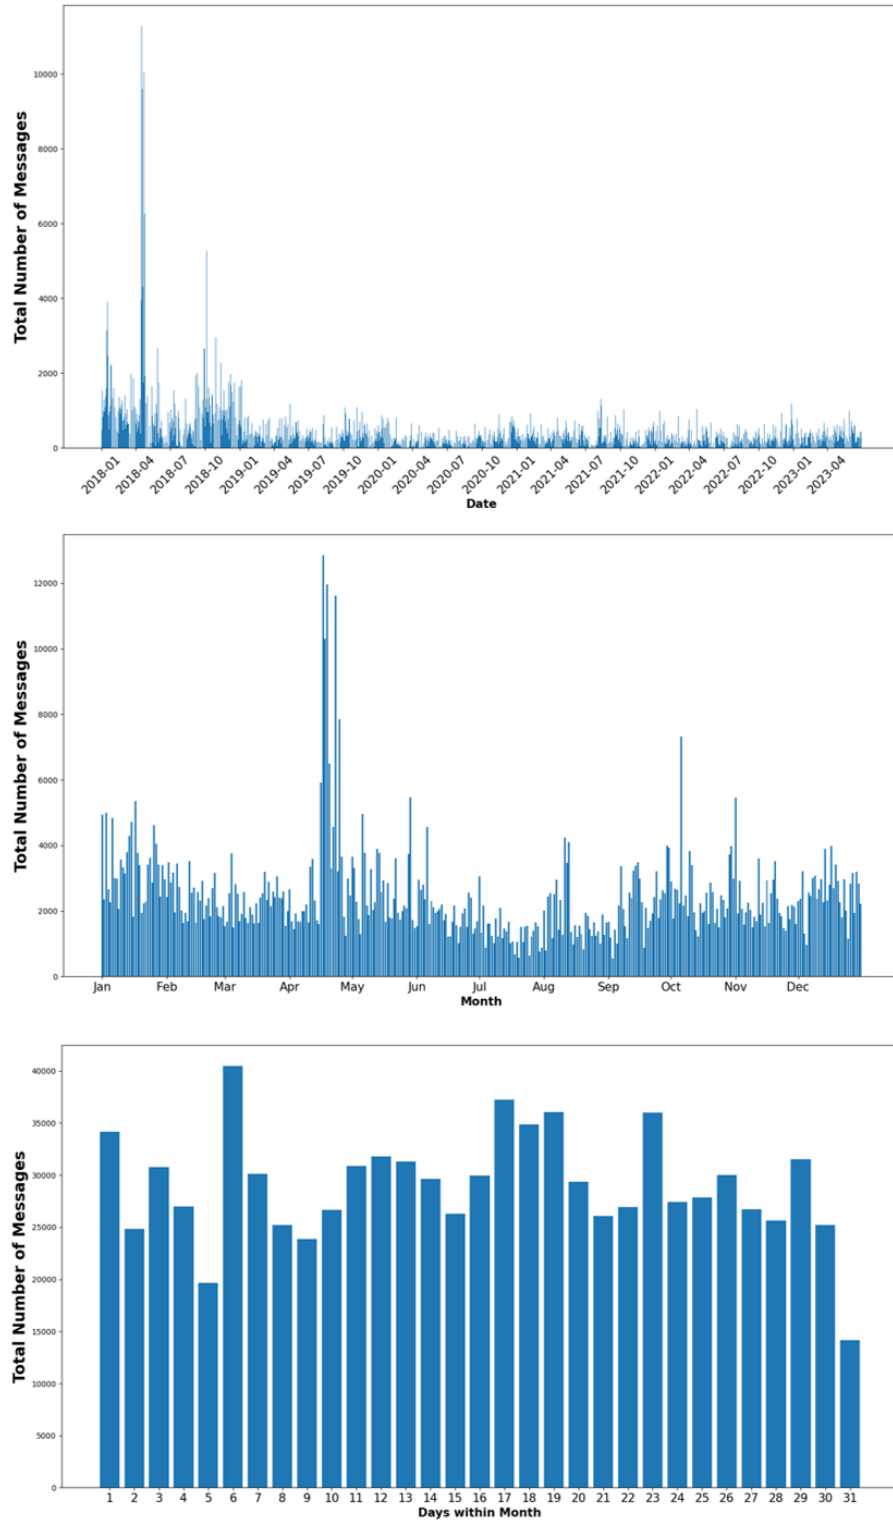 Total Number of Messages
10000
8000
6000
4000
2000
0
2018-01 2018-04 2018-07 2018-10 2019-01 2019-04 2019-07 2019-10 2020-01 2020-04 2020-07 2020-10 2021-01 2021-04 2021-07 2021-10 2022-01 2022-04 2022-07 2022-10 2023-01 2023-04
Date
Total Number of Messages
12000
10000
8000
6000
4000
2000
0
Jan Feb Mar Apr May Jun Jul Aug Sep Oct Nov Dec
Month
Total Number of Messages
40000
35000
30000
25000
20000
15000
10000
5000
0
1 2 3 4 5 6 7 8 9 10 11 12 13 14 15 16 17 18 19 20 21 22 23 24 25 26 27 28 29 30 31
Days within Month